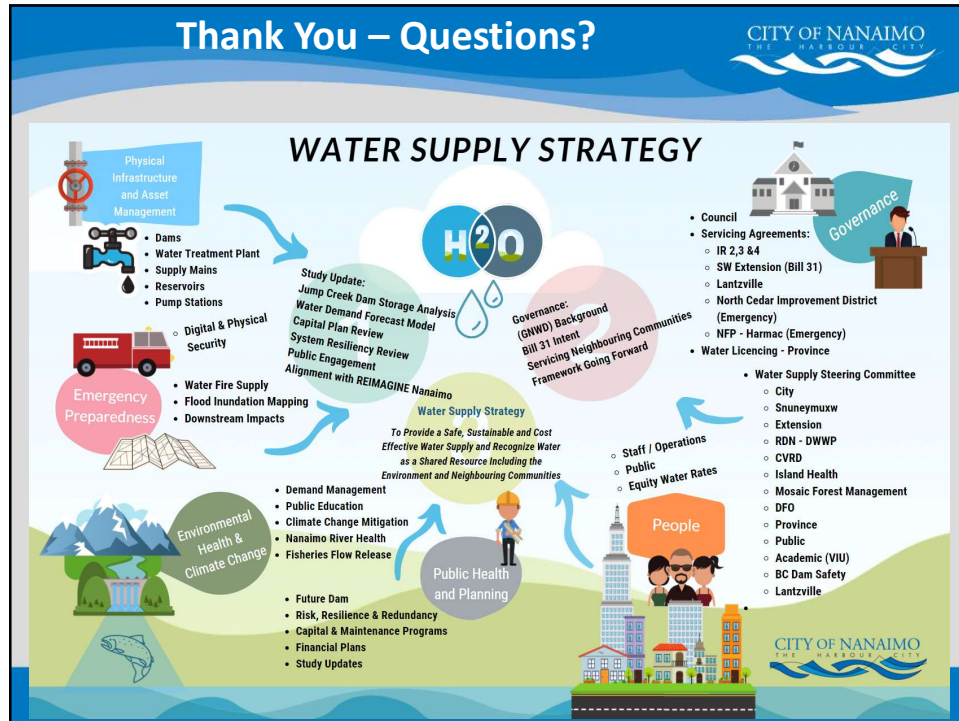 Thank You – Questions?
CITY OF NANAIMO
THE HARBOUR CITY
WATER SUPPLY STRATEGY
Physical
Infrastructure
and Asset
Management
• Dams
• Water Treatment Plant
• Supply Mains
• Reservoirs
• Pump Stations
H2O
Governance
• Council
• Servicing Agreements:
○ IR 2,3 &4
○ SW Extension (Bill 31)
○ Lantzville
○ North Cedar Improvement District
(Emergency)
○ NFP - Harmac (Emergency)
• Water Licencing - Province
1
Study Update:
Jump Creek Dam Storage Analysis
Water Demand Forecast Model
Capital Plan Review
System Resiliency Review
Public Engagement
Alignment with REIMAGINE Nanaimo
2
Governance:
(GNWD) Background
Bill 31 Intent
Servicing Neighbouring Communities
Framework Going Forward
○ Digital & Physical
Security
Emergency
Preparedness
• Water Fire Supply
• Flood Inundation Mapping
• Downstream Impacts
3
Water Supply Strategy
To Provide a Safe, Sustainable and Cost
Effective Water Supply and Recognize Water
as a Shared Resource Including the
Environment and Neighbouring Communities
• Water Supply Steering Committee
○ City
○ Snuneymuxw
○ Extension
○ RDN - DWWP
○ CVRD
○ Island Health
○ Mosaic Forest Management
○ DFO
○ Province
○ Public
○ Academic (VIU)
○ BC Dam Safety
○ Lantzville
•
○ Staff / Operations
○ Public
○ Equity Water Rates
People
Environmental
Health &
Climate Change
• Demand Management
• Public Education
• Climate Change Mitigation
• Nanaimo River Health
• Fisheries Flow Release
Public Health
and Planning
• Future Dam
• Risk, Resilience & Redundancy
• Capital & Maintenance Programs
• Financial Plans
• Study Updates
CITY OF NANAIMO
THE HARBOUR CITY